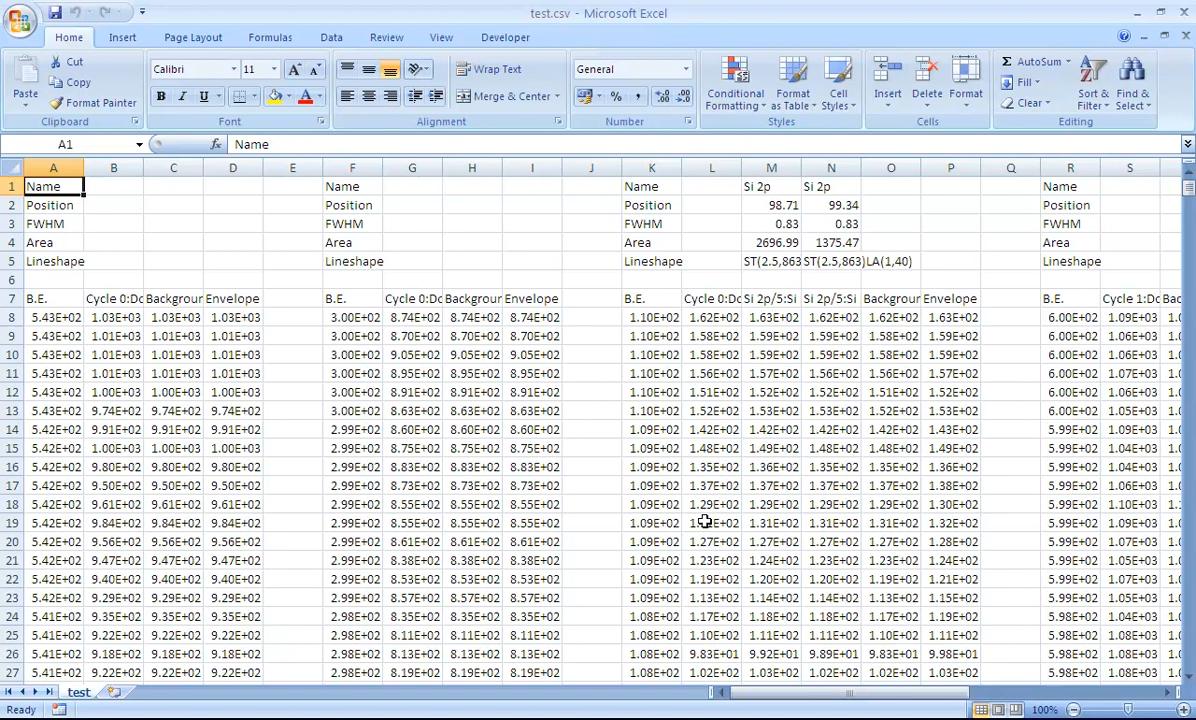 test.csv - Microsoft Excel
Home Insert Page Layout Formulas Data Review View Developer
Cut
Copy
Format Painter
Paste
Clipboard
Calibri 11
B I U
Font
Wrap Text
Merge & Center
Alignment
General
% ,
Number
Conditional Formatting
Format as Table
Cell Styles
Styles
Insert Delete Format
Cells
AutoSum
Fill
Clear
Sort & Filter
Find & Select
Editing
A1 fx Name
A B C D E F G H I J K L M N O P Q R S
1 Name Name Name Si 2p Si 2p Name
2 Position Position Position 98.71 99.34 Position
3 FWHM FWHM FWHM 0.83 0.83 FWHM
4 Area Area Area 2696.99 1375.47 Area
5 Lineshape Lineshape Lineshape ST(2.5,863 ST(2.5,863)LA(1,40) Lineshape
6
7 B.E. Cycle 0:Do Backgroun Envelope B.E. Cycle 0:Do Backgroun Envelope B.E. Cycle 0:Do Si 2p/5:Si Si 2p/5:Si Backgroun Envelope B.E. Cycle 1:Do Ba
8 5.43E+02 1.03E+03 1.03E+03 1.03E+03 3.00E+02 8.74E+02 8.74E+02 8.74E+02 1.10E+02 1.62E+02 1.63E+02 1.62E+02 1.62E+02 1.63E+02 6.00E+02 1.09E+03 1.0
9 5.43E+02 1.01E+03 1.01E+03 1.01E+03 3.00E+02 8.70E+02 8.70E+02 8.70E+02 1.10E+02 1.58E+02 1.59E+02 1.59E+02 1.58E+02 1.59E+02 6.00E+02 1.06E+03 1.0
10 5.43E+02 1.01E+03 1.01E+03 1.01E+03 3.00E+02 9.05E+02 9.05E+02 9.05E+02 1.10E+02 1.58E+02 1.59E+02 1.59E+02 1.58E+02 1.59E+02 6.00E+02 1.06E+03 1.0
11 5.43E+02 1.01E+03 1.01E+03 1.01E+03 3.00E+02 8.95E+02 8.95E+02 8.95E+02 1.10E+02 1.56E+02 1.57E+02 1.56E+02 1.56E+02 1.57E+02 6.00E+02 1.07E+03 1.0
12 5.43E+02 1.00E+03 1.00E+03 1.00E+03 3.00E+02 8.91E+02 8.91E+02 8.91E+02 1.10E+02 1.51E+02 1.52E+02 1.52E+02 1.51E+02 1.52E+02 6.00E+02 1.06E+03 1.0
13 5.43E+02 9.74E+02 9.74E+02 9.74E+02 3.00E+02 8.63E+02 8.63E+02 8.63E+02 1.10E+02 1.52E+02 1.53E+02 1.52E+02 1.52E+02 1.53E+02 6.00E+02 1.05E+03 1.0
14 5.42E+02 9.91E+02 9.91E+02 9.91E+02 2.99E+02 8.60E+02 8.60E+02 8.60E+02 1.09E+02 1.42E+02 1.42E+02 1.42E+02 1.42E+02 1.43E+02 5.99E+02 1.06E+03 1.0
15 5.42E+02 1.00E+03 1.00E+03 1.00E+03 2.99E+02 8.75E+02 8.75E+02 8.75E+02 1.09E+02 1.48E+02 1.49E+02 1.48E+02 1.48E+02 1.49E+02 5.99E+02 1.04E+03 1.0
16 5.42E+02 9.80E+02 9.80E+02 9.80E+02 2.99E+02 8.83E+02 8.83E+02 8.83E+02 1.09E+02 1.35E+02 1.36E+02 1.35E+02 1.35E+02 1.36E+02 5.99E+02 1.04E+03 1.0
17 5.42E+02 9.50E+02 9.50E+02 9.50E+02 2.99E+02 8.73E+02 8.73E+02 8.73E+02 1.09E+02 1.37E+02 1.37E+02 1.37E+02 1.37E+02 1.38E+02 5.99E+02 1.06E+03 1.0
18 5.42E+02 9.61E+02 9.61E+02 9.61E+02 2.99E+02 8.55E+02 8.55E+02 8.55E+02 1.09E+02 1.29E+02 1.29E+02 1.29E+02 1.29E+02 1.30E+02 5.99E+02 1.10E+03
19 5.42E+02 9.84E+02 9.84E+02 9.84E+02 2.99E+02 8.55E+02 8.55E+02 8.55E+02 1.09E+02 1.31E+02 1.31E+02 1.31E+02 1.32E+02 5.99E+02 1.09E+03 1.0
20 5.42E+02 9.56E+02 9.56E+02 9.56E+02 2.99E+02 8.61E+02 8.61E+02 8.61E+02 1.09E+02 1.27E+02 1.27E+02 1.27E+02 1.27E+02 1.28E+02 5.99E+02 1.07E+03 1.0
21 5.42E+02 9.47E+02 9.47E+02 9.47E+02 2.99E+02 8.38E+02 8.38E+02 8.38E+02 1.09E+02 1.23E+02 1.24E+02 1.23E+02 1.23E+02 1.24E+02 5.99E+02 1.06E+03 1.0
22 5.42E+02 9.40E+02 9.40E+02 9.40E+02 2.99E+02 8.53E+02 8.53E+02 8.53E+02 1.09E+02 1.19E+02 1.20E+02 1.20E+02 1.19E+02 1.21E+02 5.99E+02 1.07E+03 1.0
23 5.42E+02 9.29E+02 9.29E+02 9.29E+02 2.99E+02 8.57E+02 8.57E+02 8.57E+02 1.09E+02 1.13E+02 1.14E+02 1.14E+02 1.13E+02 1.15E+02 5.99E+02 1.05E+03 1.0
24 5.41E+02 9.35E+02 9.35E+02 9.35E+02 2.98E+02 8.17E+02 8.17E+02 8.17E+02 1.08E+02 1.17E+02 1.18E+02 1.18E+02 1.17E+02 1.19E+02 5.98E+02 1.04E+03 1.0
25 5.41E+02 9.22E+02 9.22E+02 9.22E+02 2.98E+02 8.11E+02 8.11E+02 8.11E+02 1.08E+02 1.10E+02 1.11E+02 1.11E+02 1.10E+02 1.12E+02 5.98E+02 1.08E+03 1.0
26 5.41E+02 9.18E+02 9.18E+02 9.18E+02 2.98E+02 8.13E+02 8.13E+02 8.13E+02 1.08E+02 9.83E+01 9.92E+01 9.89E+01 9.83E+01 9.98E+01 5.98E+02 1.08E+03 1.0
27 5.41E+02 9.22E+02 9.22E+02 9.22E+02 2.98E+02 8.19E+02 8.19E+02 8.19E+02 1.08E+02 1.02E+02 1.03E+02 1.02E+02 1.02E+02 1.04E+02 5.98E+02 1.06E+03 1.0
test
Ready 100%